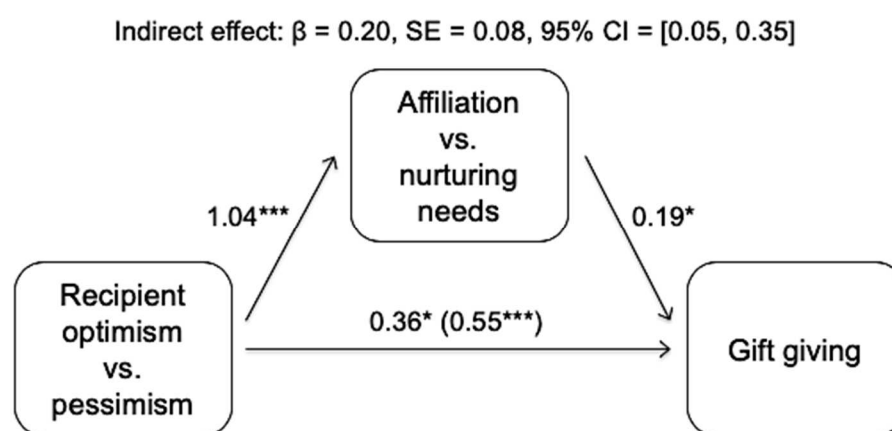 Indirect effect: β = 0.20, SE = 0.08, 95% CI = [0.05, 0.35]
Affiliation
vs.
nurturing
needs
1.04***
0.19*
Recipient
optimism
vs.
pessimism
0.36* (0.55***)
Gift giving